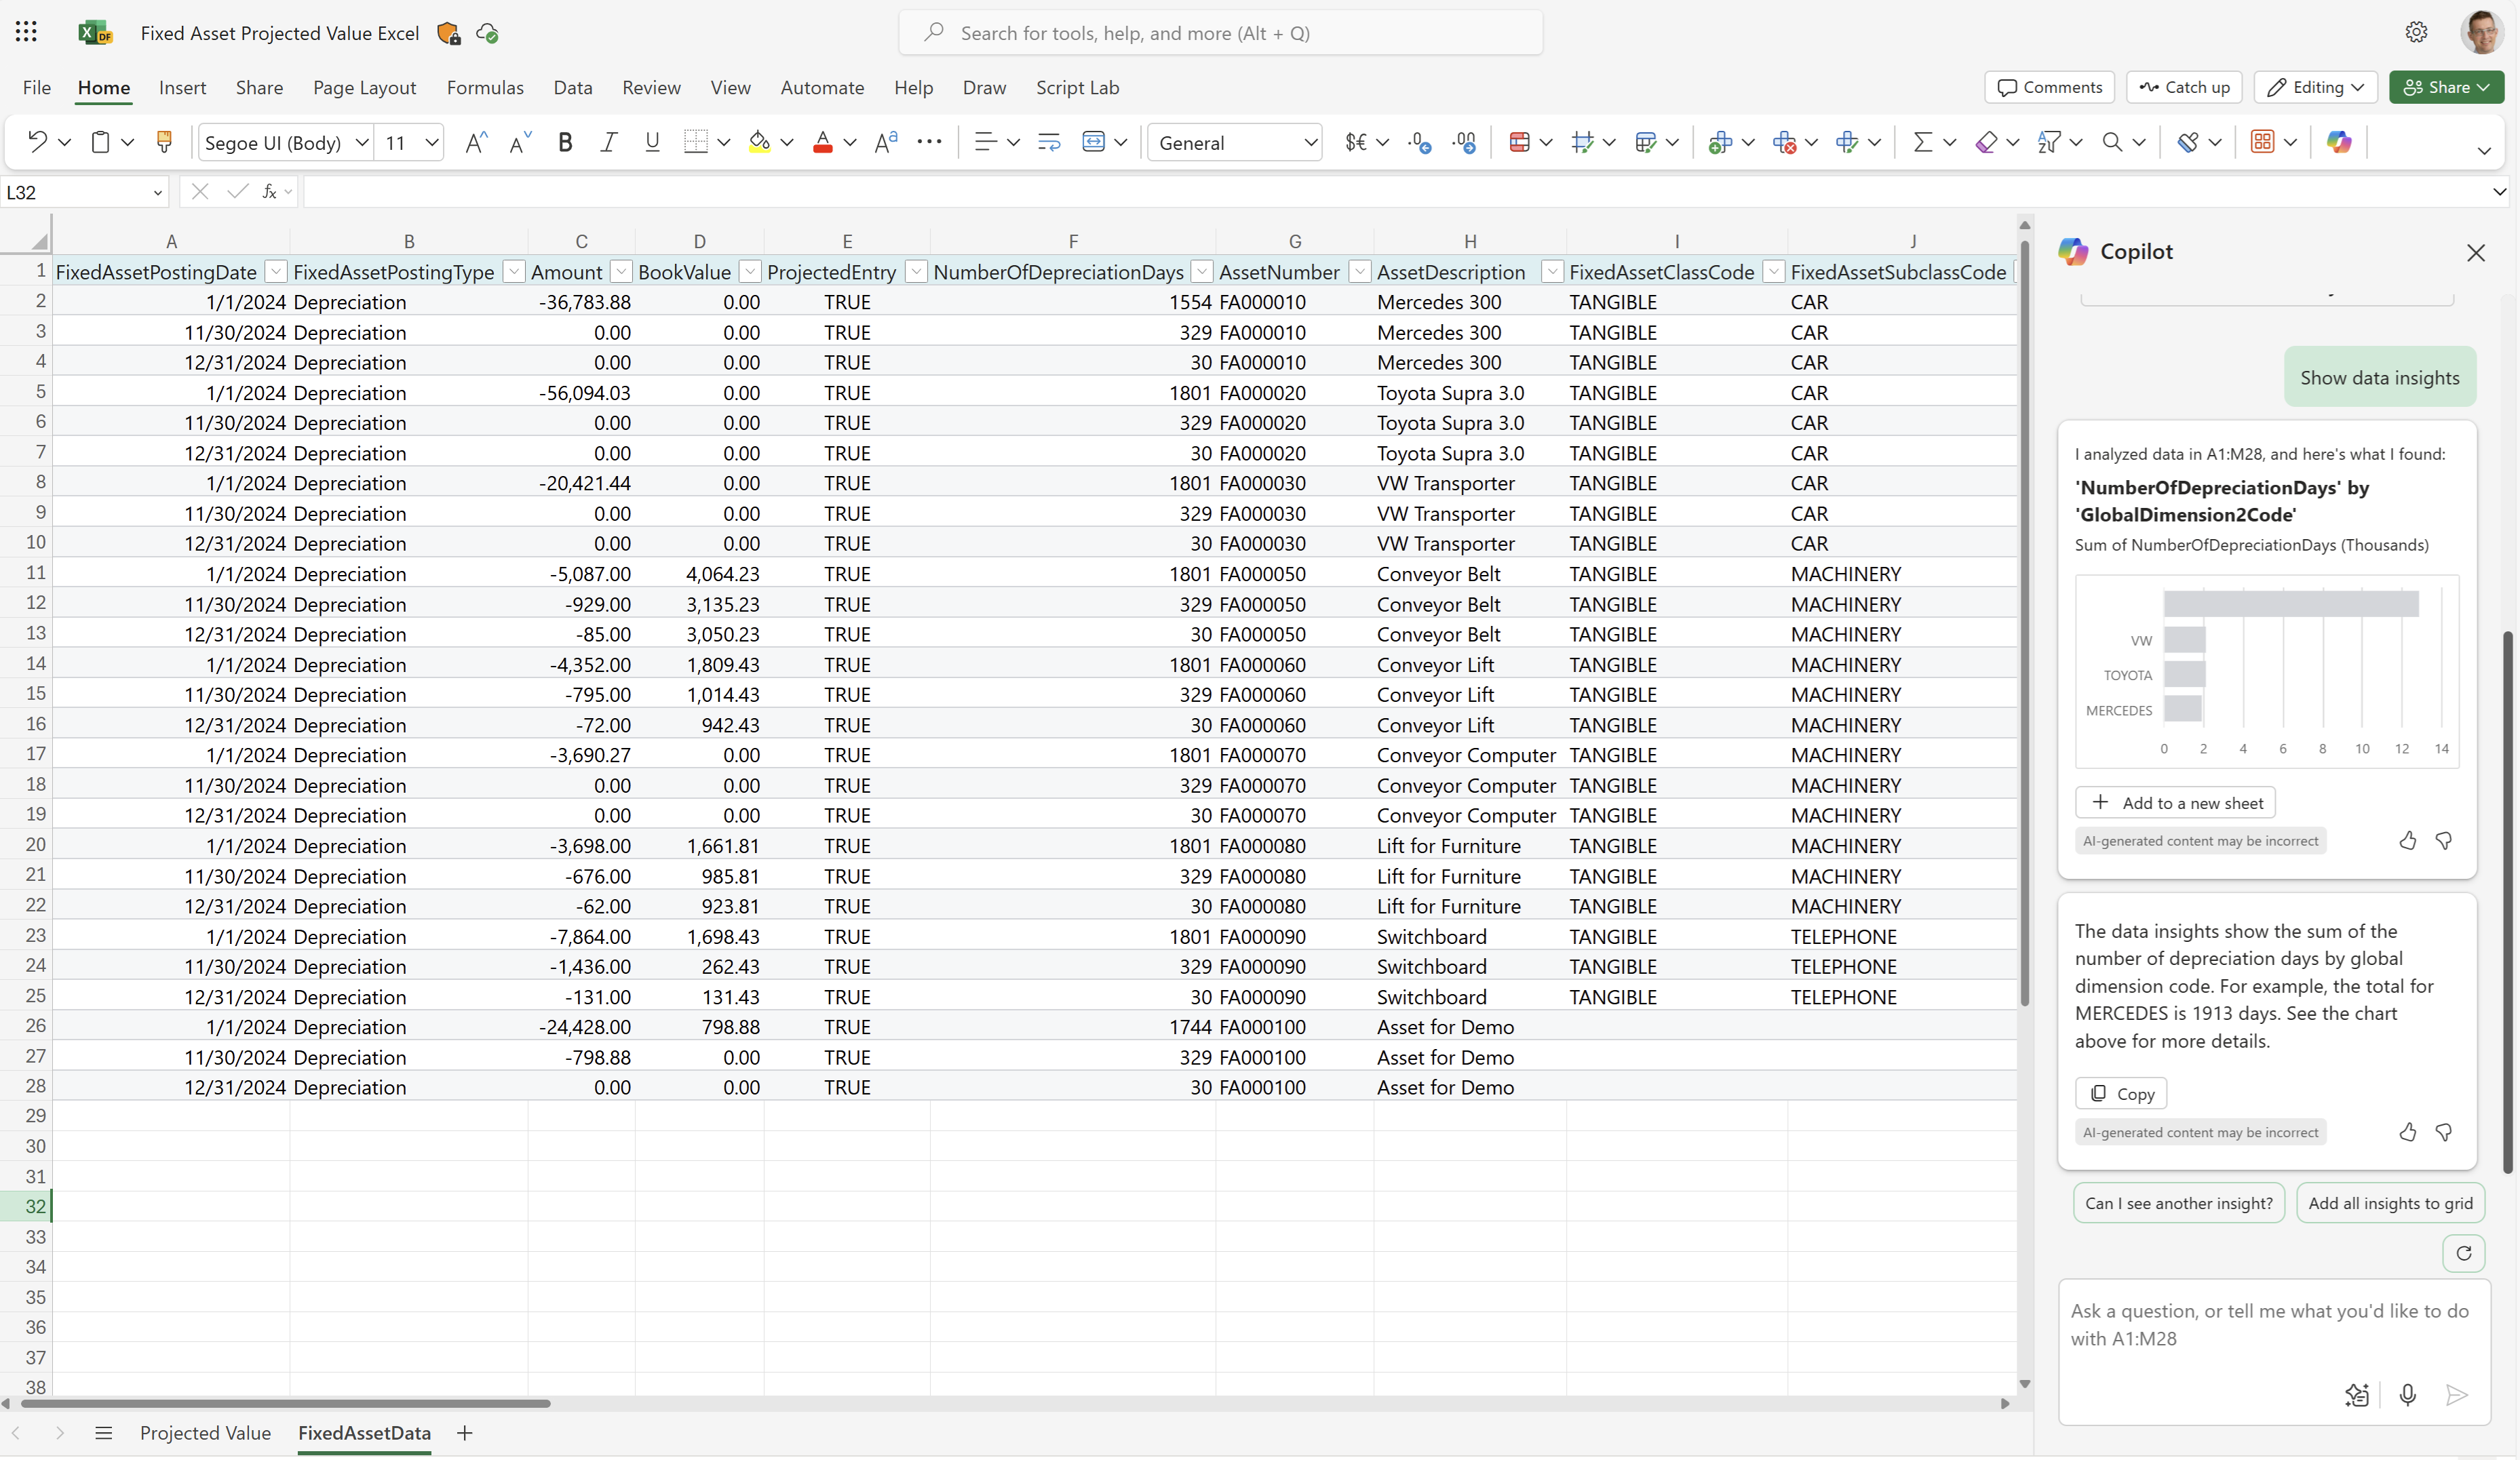 Fixed Asset Projected Value Excel
Search for tools, help, and more (Alt + Q)
File Home Insert Share Page Layout Formulas Data Review View Automate Help Draw Script Lab
Comments Catch up Editing Share
Segoe UI (Body) 11 General
L32
A B C D E F G H I J
1 FixedAssetPostingDate FixedAssetPostingType Amount BookValue ProjectedEntry NumberOfDepreciationDays AssetNumber AssetDescription FixedAssetClassCode FixedAssetSubclassCode
2 1/1/2024 Depreciation -36,783.88 0.00 TRUE 1554 FA000010 Mercedes 300 TANGIBLE CAR
3 11/30/2024 Depreciation 0.00 0.00 TRUE 329 FA000010 Mercedes 300 TANGIBLE CAR
4 12/31/2024 Depreciation 0.00 0.00 TRUE 30 FA000010 Mercedes 300 TANGIBLE CAR
5 1/1/2024 Depreciation -56,094.03 0.00 TRUE 1801 FA000020 Toyota Supra 3.0 TANGIBLE CAR
6 11/30/2024 Depreciation 0.00 0.00 TRUE 329 FA000020 Toyota Supra 3.0 TANGIBLE CAR
7 12/31/2024 Depreciation 0.00 0.00 TRUE 30 FA000020 Toyota Supra 3.0 TANGIBLE CAR
8 1/1/2024 Depreciation -20,421.44 0.00 TRUE 1801 FA000030 VW Transporter TANGIBLE CAR
9 11/30/2024 Depreciation 0.00 0.00 TRUE 329 FA000030 VW Transporter TANGIBLE CAR
10 12/31/2024 Depreciation 0.00 0.00 TRUE 30 FA000030 VW Transporter TANGIBLE CAR
11 1/1/2024 Depreciation -5,087.00 4,064.23 TRUE 1801 FA000050 Conveyor Belt TANGIBLE MACHINERY
12 11/30/2024 Depreciation -929.00 3,135.23 TRUE 329 FA000050 Conveyor Belt TANGIBLE MACHINERY
13 12/31/2024 Depreciation -85.00 3,050.23 TRUE 30 FA000050 Conveyor Belt TANGIBLE MACHINERY
14 1/1/2024 Depreciation -4,352.00 1,809.43 TRUE 1801 FA000060 Conveyor Lift TANGIBLE MACHINERY
15 11/30/2024 Depreciation -795.00 1,014.43 TRUE 329 FA000060 Conveyor Lift TANGIBLE MACHINERY
16 12/31/2024 Depreciation -72.00 942.43 TRUE 30 FA000060 Conveyor Lift TANGIBLE MACHINERY
17 1/1/2024 Depreciation -3,690.27 0.00 TRUE 1801 FA000070 Conveyor Computer TANGIBLE MACHINERY
18 11/30/2024 Depreciation 0.00 0.00 TRUE 329 FA000070 Conveyor Computer TANGIBLE MACHINERY
19 12/31/2024 Depreciation 0.00 0.00 TRUE 30 FA000070 Conveyor Computer TANGIBLE MACHINERY
20 1/1/2024 Depreciation -3,698.00 1,661.81 TRUE 1801 FA000080 Lift for Furniture TANGIBLE MACHINERY
21 11/30/2024 Depreciation -676.00 985.81 TRUE 329 FA000080 Lift for Furniture TANGIBLE MACHINERY
22 12/31/2024 Depreciation -62.00 923.81 TRUE 30 FA000080 Lift for Furniture TANGIBLE MACHINERY
23 1/1/2024 Depreciation -7,864.00 1,698.43 TRUE 1801 FA000090 Switchboard TANGIBLE TELEPHONE
24 11/30/2024 Depreciation -1,436.00 262.43 TRUE 329 FA000090 Switchboard TANGIBLE TELEPHONE
25 12/31/2024 Depreciation -131.00 131.43 TRUE 30 FA000090 Switchboard TANGIBLE TELEPHONE
26 1/1/2024 Depreciation -24,428.00 798.88 TRUE 1744 FA000100 Asset for Demo
27 11/30/2024 Depreciation -798.88 0.00 TRUE 329 FA000100 Asset for Demo
28 12/31/2024 Depreciation 0.00 0.00 TRUE 30 FA000100 Asset for Demo
29
30
31
32
33
34
35
36
37
38
Projected Value FixedAssetData
Copilot
Show data insights
I analyzed data in A1:M28, and here's what I found:
'NumberOfDepreciationDays' by
'GlobalDimension2Code'
Sum of NumberOfDepreciationDays (Thousands)
VW
TOYOTA
MERCEDES
0 2 4 6 8 10 12 14
Add to a new sheet
AI-generated content may be incorrect
The data insights show the sum of the
number of depreciation days by global
dimension code. For example, the total for
MERCEDES is 1913 days. See the chart
above for more details.
Copy
AI-generated content may be incorrect
Can I see another insight? Add all insights to grid
Ask a question, or tell me what you'd like to do
with A1:M28